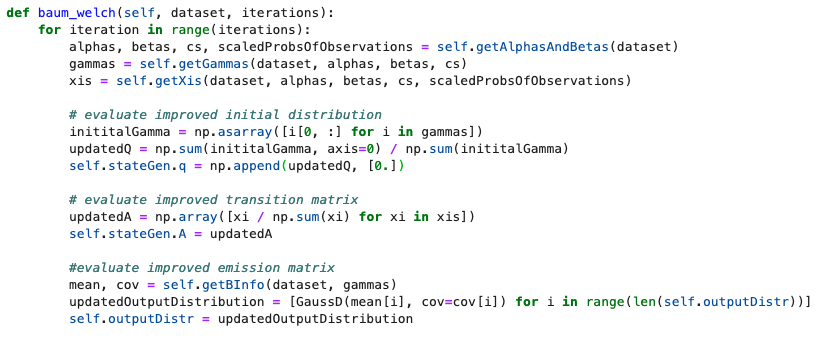 def baum_welch(self, dataset, iterations):
    for iteration in range(iterations):
        alphas, betas, cs, scaledProbsOfObservations = self.getAlphasAndBetas(dataset)
        gammas = self.getGammas(dataset, alphas, betas, cs)
        xis = self.getXis(dataset, alphas, betas, cs, scaledProbsOfObservations)

        # evaluate improved initial distribution
        inititalGamma = np.asarray([i[0, :] for i in gammas])
        updatedQ = np.sum(inititalGamma, axis=0) / np.sum(inititalGamma)
        self.stateGen.q = np.append(updatedQ, [0.])

        # evaluate improved transition matrix
        updatedA = np.array([xi / np.sum(xi) for xi in xis])
        self.stateGen.A = updatedA

        #evaluate improved emission matrix
        mean, cov = self.getBInfo(dataset, gammas)
        updatedOutputDistribution = [GaussD(mean[i], cov=cov[i]) for i in range(len(self.outputDistr))]
        self.outputDistr = updatedOutputDistribution